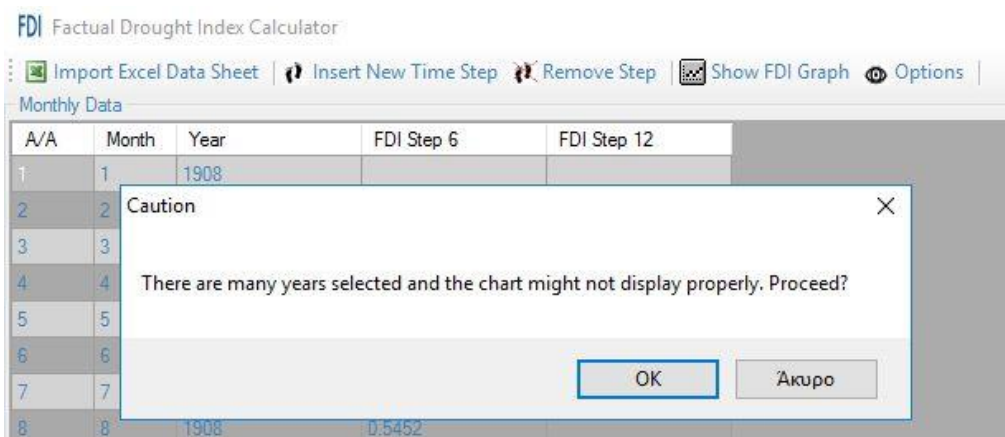 FDI Factual Drought Index Calculator
Import Excel Data Sheet Insert New Time Step Remove Step Show FDI Graph Options
Monthly Data
A/A Month Year FDI Step 6 FDI Step 12
1 1 1908
2 2
Caution
3 3
There are many years selected and the chart might not display properly. Proceed?
4 4
5 5
6 6
OK Άκυρο
7 7
8 8 1908 0.5452